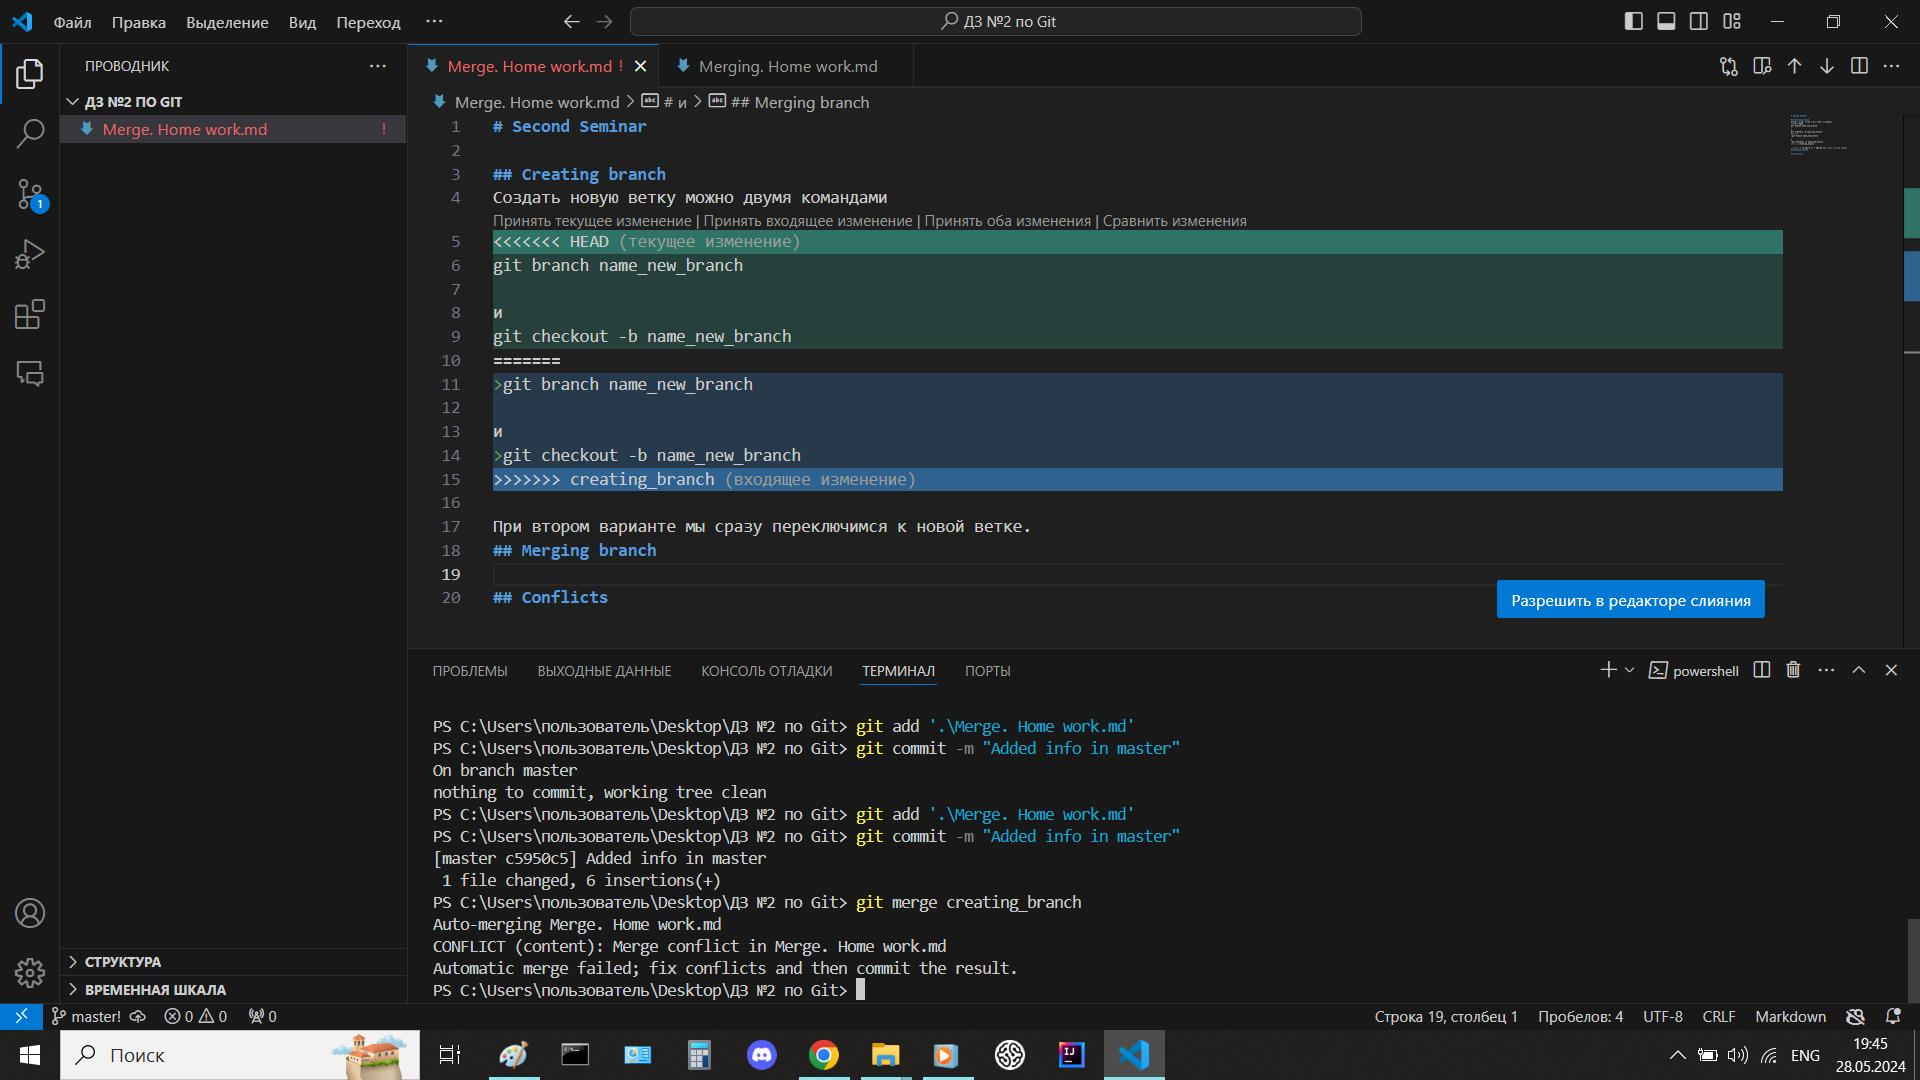 Файл Правка Выделение Вид Переход ··· ДЗ №2 по Git
ПРОВОДНИК ···
ДЗ №2 ПО GIT
Merge. Home work.md !
Merge. Home work.md ! Merging. Home work.md
Merge. Home work.md > # и > ## Merging branch
1 # Second Seminar
2
3 ## Creating branch
4 Создать новую ветку можно двумя командами
Принять текущее изменение | Принять входящее изменение | Принять оба изменения | Сравнить изменения
5 <<<<<<< HEAD (текущее изменение)
6 git branch name_new_branch
7
8 и
9 git checkout -b name_new_branch
10 =======
11 >git branch name_new_branch
12
13 и
14 >git checkout -b name_new_branch
15 >>>>>>> creating_branch (входящее изменение)
16
17 При втором варианте мы сразу переключимся к новой ветке.
18 ## Merging branch
19
20 ## Conflicts
Разрешить в редакторе слияния
ПРОБЛЕМЫ ВЫХОДНЫЕ ДАННЫЕ КОНСОЛЬ ОТЛАДКИ ТЕРМИНАЛ ПОРТЫ powershell
PS C:\Users\пользователь\Desktop\ДЗ №2 по Git> git add '.\Merge. Home work.md'
PS C:\Users\пользователь\Desktop\ДЗ №2 по Git> git commit -m "Added info in master"
On branch master
nothing to commit, working tree clean
PS C:\Users\пользователь\Desktop\ДЗ №2 по Git> git add '.\Merge. Home work.md'
PS C:\Users\пользователь\Desktop\ДЗ №2 по Git> git commit -m "Added info in master"
[master c5950c5] Added info in master
1 file changed, 6 insertions(+)
PS C:\Users\пользователь\Desktop\ДЗ №2 по Git> git merge creating_branch
Auto-merging Merge. Home work.md
CONFLICT (content): Merge conflict in Merge. Home work.md
Automatic merge failed; fix conflicts and then commit the result.
PS C:\Users\пользователь\Desktop\ДЗ №2 по Git>
СТРУКТУРА
ВРЕМЕННАЯ ШКАЛА
1
master! 0 0 0 Строка 19, столбец 1 Пробелов: 4 UTF-8 CRLF Markdown
Поиск ENG 19:45
28.05.2024